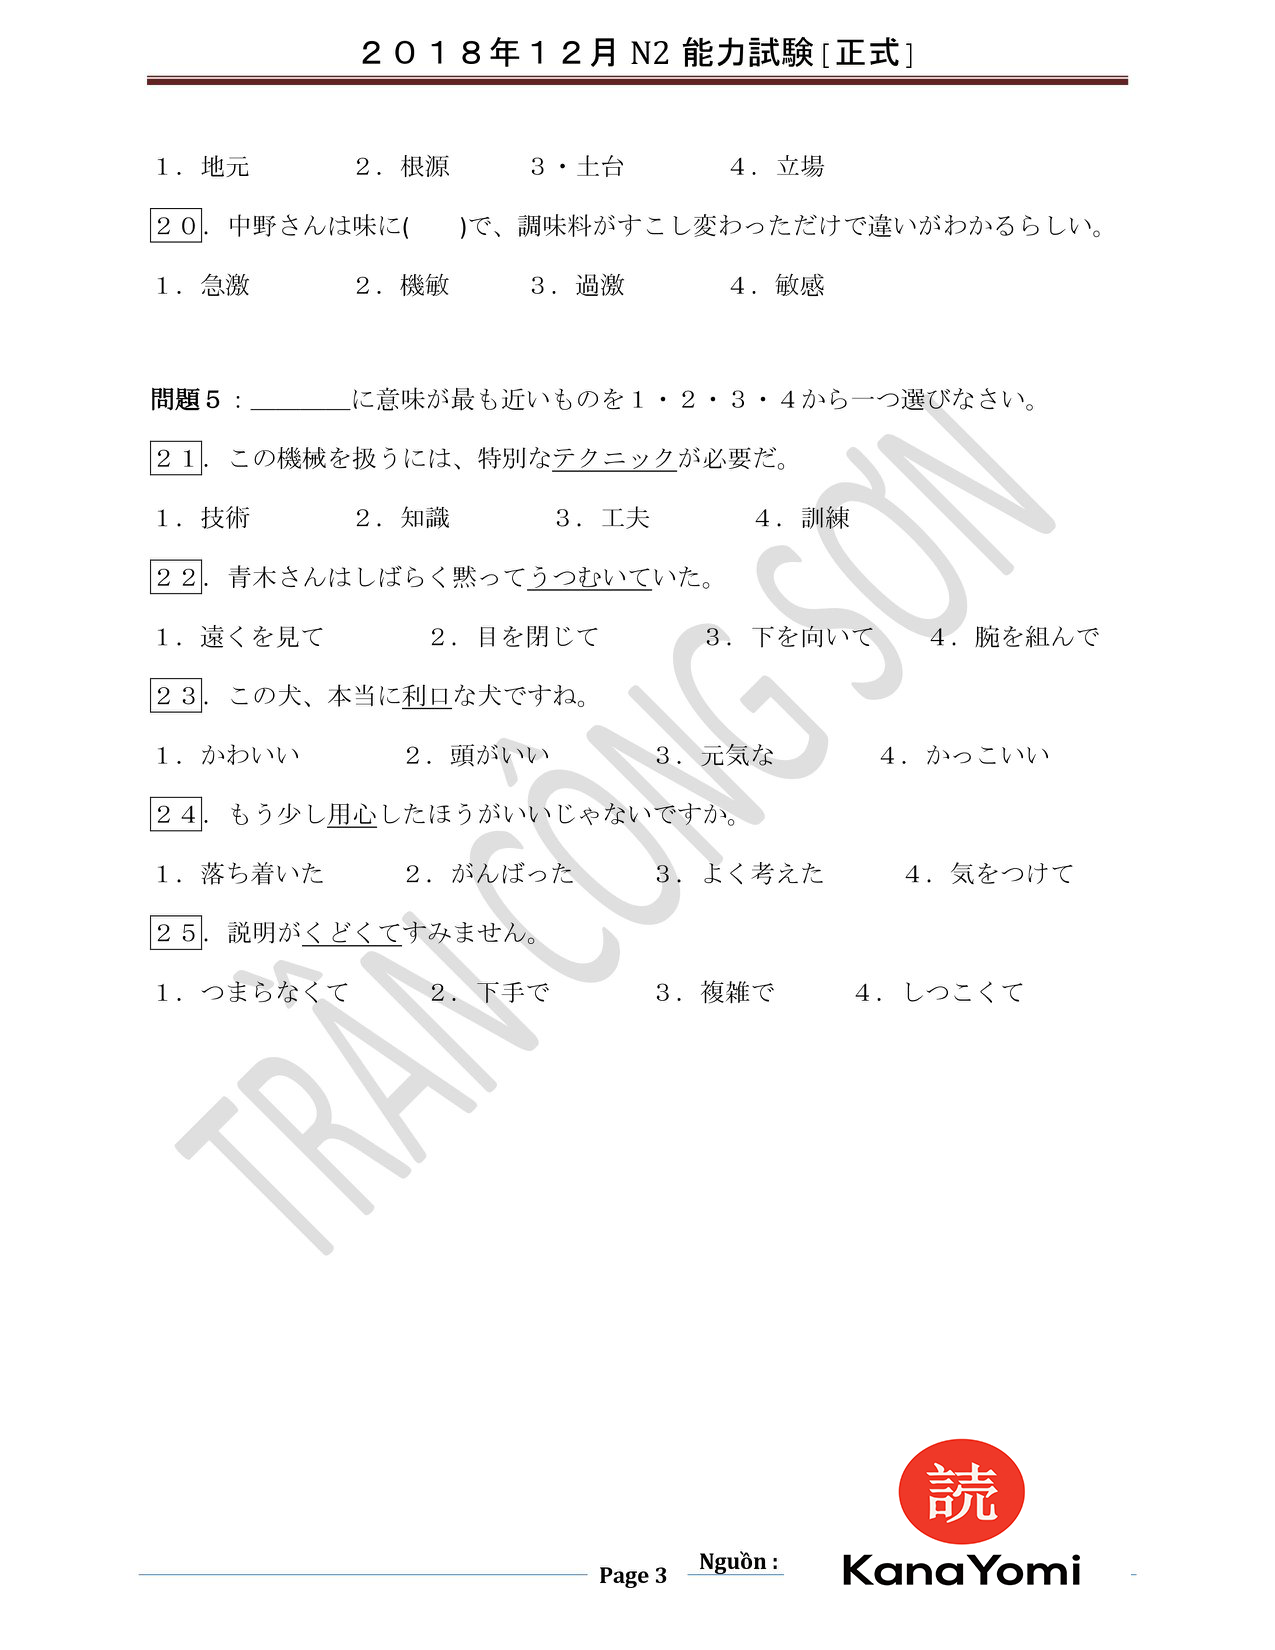 ２０１８年１２月 N2 能力試験[正式]
１．地元　２．根源　３・土台　４．立場
２０．中野さんは味に(　　)で、調味料がすこし変わっただけで違いがわかるらしい。
１．急激　２．機敏　３．過激　４．敏感
問題５：________に意味が最も近いものを１・２・３・４から一つ選びなさい。
２１．この機械を扱うには、特別なテクニックが必要だ。
１．技術　２．知識　３．工夫　４．訓練
２２．青木さんはしばらく黙ってうつむいていた。
１．遠くを見て　２．目を閉じて　３．下を向いて　４．腕を組んで
２３．この犬、本当に利口な犬ですね。
１．かわいい　２．頭がいい　３．元気な　４．かっこいい
２４．もう少し用心したほうがいいじゃないですか。
１．落ち着いた　２．がんばった　３．よく考えた　４．気をつけて
２５．説明がくどくてすみません。
１．つまらなくて　２．下手で　３．複雑で　４．しつこくて
TRẦN CÔNG SƠN
読
Page 3 Nguồn : KanaYomi